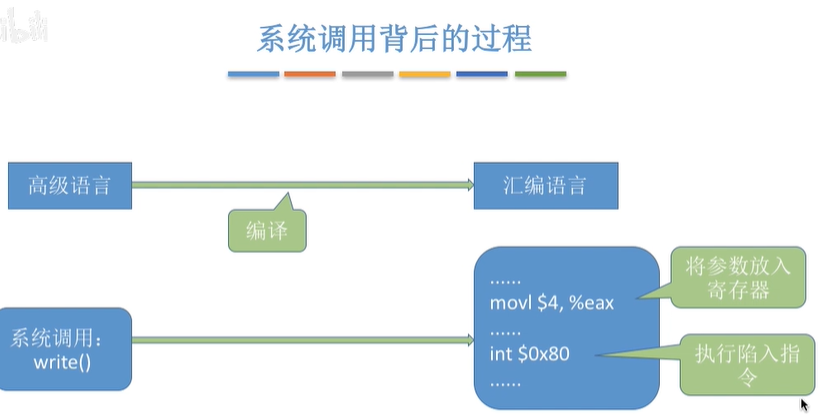 系统调用背后的过程
高级语言
汇编语言
编译
......
movl $4, %eax
......
int $0x80
......
将参数放入
寄存器
系统调用：
write()
执行陷入指
令